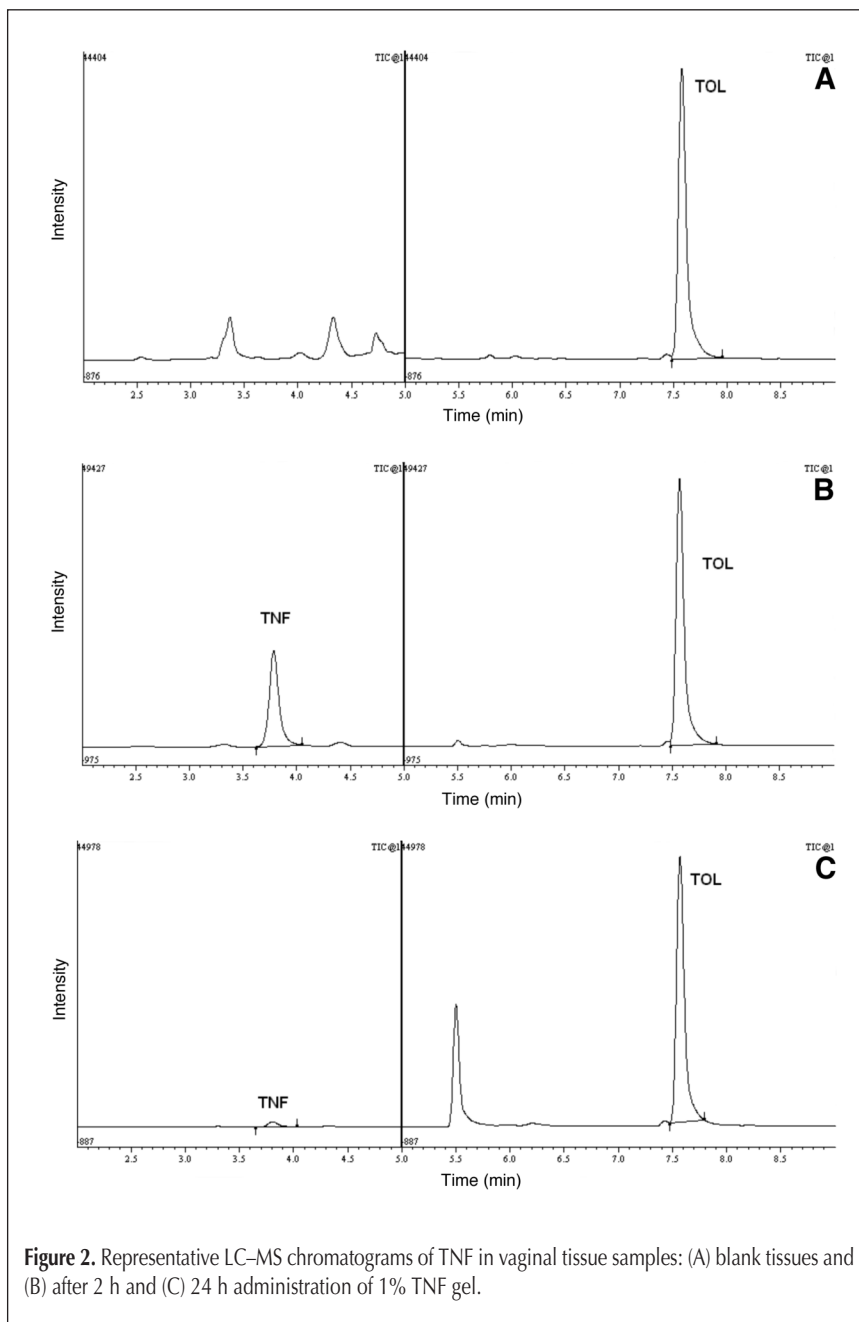 44404 TIC@1 44404 TIC@1
A
TOL
Intensity
-876 -876
2.5 3.0 3.5 4.0 4.5 5.0 5.5 6.0 6.5 7.0 7.5 8.0 8.5
Time (min) Time (min)
49427 TIC@1 49427 TIC@1
B
TOL
TNF
Intensity
-975 -975
2.5 3.0 3.5 4.0 4.5 5.0 5.5 6.0 6.5 7.0 7.5 8.0 8.5
Time (min) Time (min)
44978 TIC@1 44978 TIC@1
C
TOL
Intensity
TNF
-887 -887
2.5 3.0 3.5 4.0 4.5 5.0 5.5 6.0 6.5 7.0 7.5 8.0 8.5
Time (min) Time (min)
Figure 2. Representative LC–MS chromatograms of TNF in vaginal tissue samples: (A) blank tissues and
(B) after 2 h and (C) 24 h administration of 1% TNF gel.